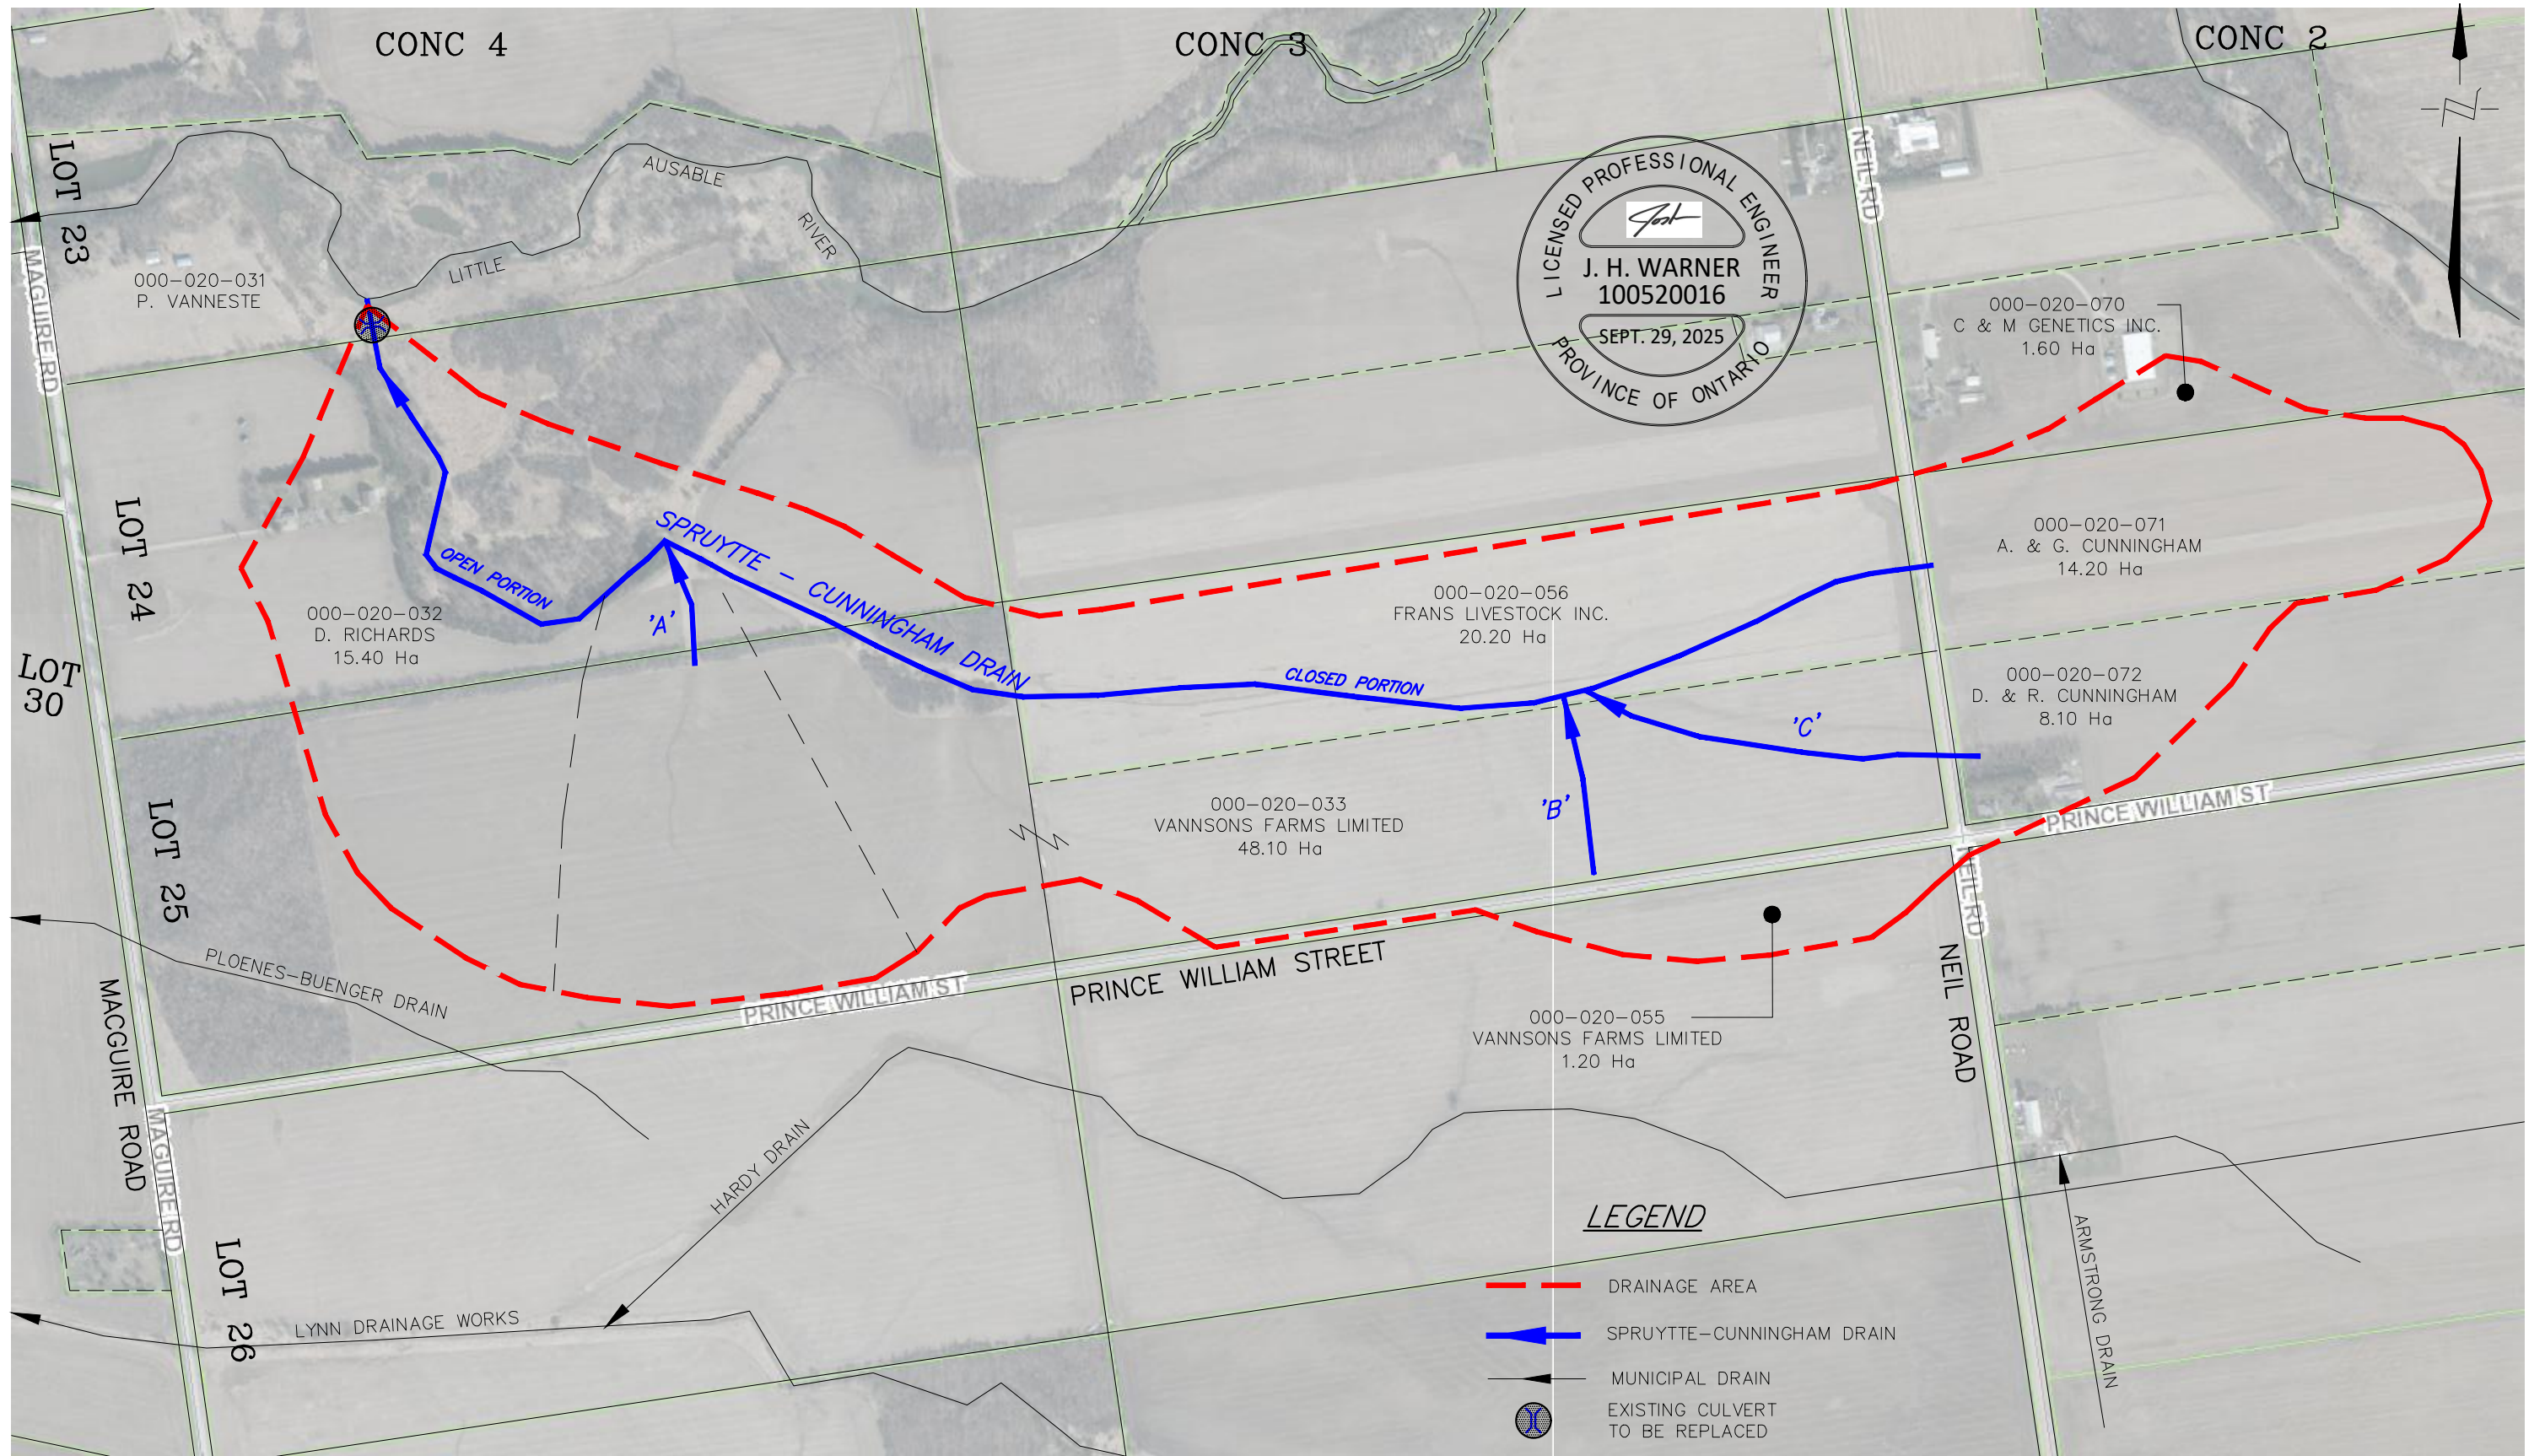 CONC 4
CONC 3
CONC 2
LOT 23
MAGUIRE RD
000-020-031
P. VANNESTE
LITTLE
AUSABLE
RIVER
LICENSED PROFESSIONAL ENGINEER
J. H. WARNER
100520016
SEPT. 29, 2025
PROVINCE OF ONTARIO
NEIL RD
000-020-070
C & M GENETICS INC.
1.60 Ha
LOT 24
SPRUYTTE - CUNNINGHAM DRAIN
OPEN PORTION
'A'
000-020-032
D. RICHARDS
15.40 Ha
000-020-056
FRANS LIVESTOCK INC.
20.20 Ha
000-020-071
A. & G. CUNNINGHAM
14.20 Ha
LOT
30
CLOSED PORTION
'C'
'B'
000-020-072
D. & R. CUNNINGHAM
8.10 Ha
LOT 25
000-020-033
VANNSONS FARMS LIMITED
48.10 Ha
PRINCE WILLIAM ST
PLOENES-BUENGER DRAIN
PRINCE WILLIAM ST
PRINCE WILLIAM STREET
NEIL RD
NEIL ROAD
000-020-055
VANNSONS FARMS LIMITED
1.20 Ha
MACGUIRE ROAD
MAGUIRE RD
HARDY DRAIN
LOT 26
LYNN DRAINAGE WORKS
ARMSTRONG DRAIN
LEGEND
DRAINAGE AREA
SPRUYTTE-CUNNINGHAM DRAIN
MUNICIPAL DRAIN
EXISTING CULVERT
TO BE REPLACED